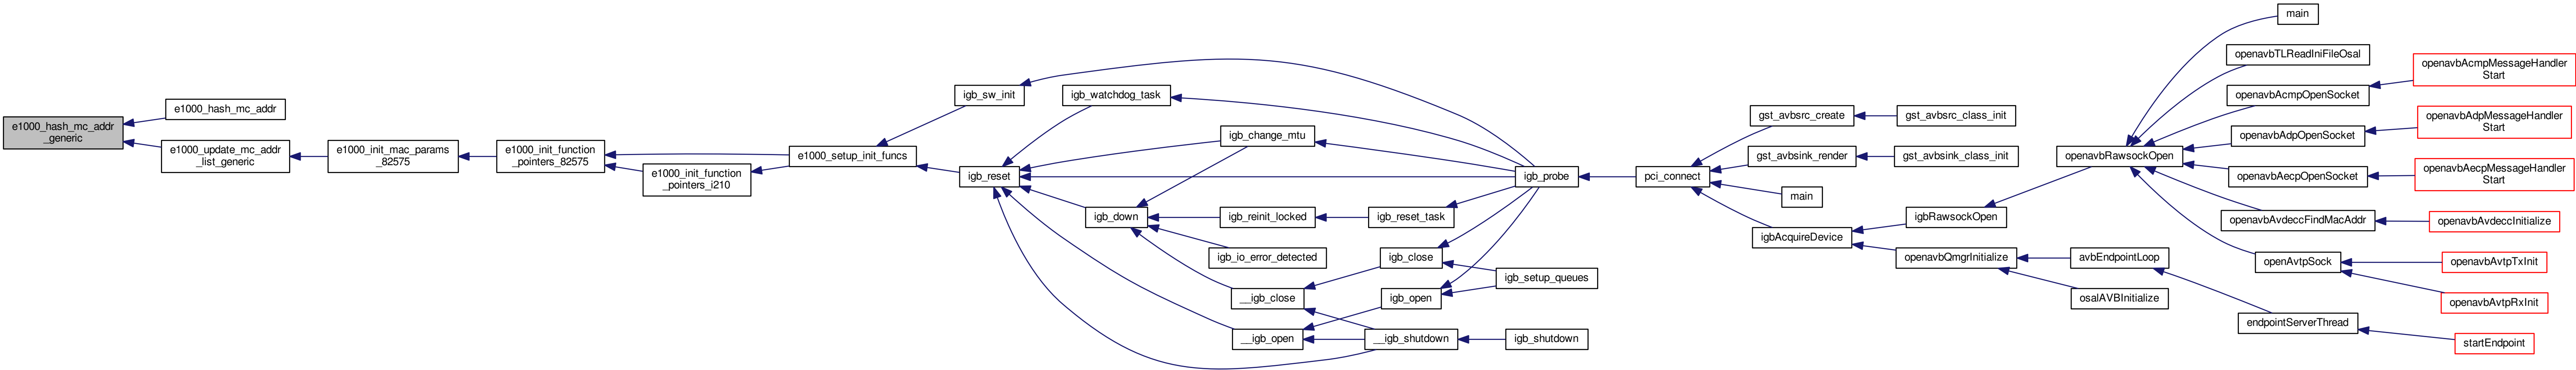 e1000_hash_mc_addr
_generic
e1000_hash_mc_addr
e1000_update_mc_addr
_list_generic
e1000_init_mac_params
_82575
e1000_init_function
_pointers_82575
e1000_init_function
_pointers_i210
e1000_setup_init_funcs
igb_sw_init
igb_reset
igb_watchdog_task
igb_change_mtu
igb_down
igb_reinit_locked
igb_reset_task
igb_io_error_detected
igb_close
__igb_close
igb_open
__igb_open
__igb_shutdown
igb_setup_queues
igb_shutdown
igb_probe
pci_connect
gst_avbsrc_create
gst_avbsrc_class_init
gst_avbsink_render
gst_avbsink_class_init
main
igbAcquireDevice
igbRawsockOpen
openavbQmgrInitialize
avbEndpointLoop
osalAVBInitialize
endpointServerThread
startEndpoint
openavbRawsockOpen
main
openavbTLReadIniFileOsal
openavbAcmpOpenSocket
openavbAcmpMessageHandler
Start
openavbAdpOpenSocket
openavbAdpMessageHandler
Start
openavbAecpOpenSocket
openavbAecpMessageHandler
Start
openavbAvdeccFindMacAddr
openavbAvdeccInitialize
openAvtpSock
openavbAvtpTxInit
openavbAvtpRxInit